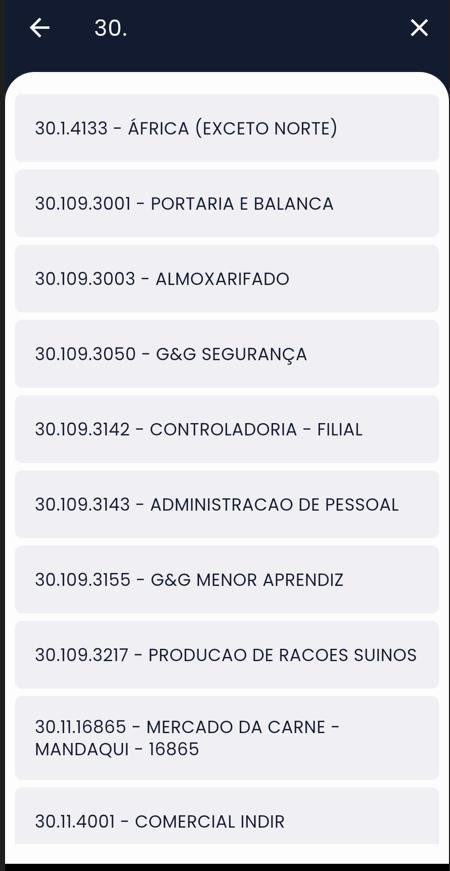 30.
30.1.4133 - ÁFRICA (EXCETO NORTE)
30.109.3001 - PORTARIA E BALANCA
30.109.3003 - ALMOXARIFADO
30.109.3050 - G&G SEGURANÇA
30.109.3142 - CONTROLADORIA - FILIAL
30.109.3143 - ADMINISTRACAO DE PESSOAL
30.109.3155 - G&G MENOR APRENDIZ
30.109.3217 - PRODUCAO DE RACOES SUINOS
30.11.16865 - MERCADO DA CARNE -
MANDAQUI - 16865
30.11.4001 - COMERCIAL INDIR